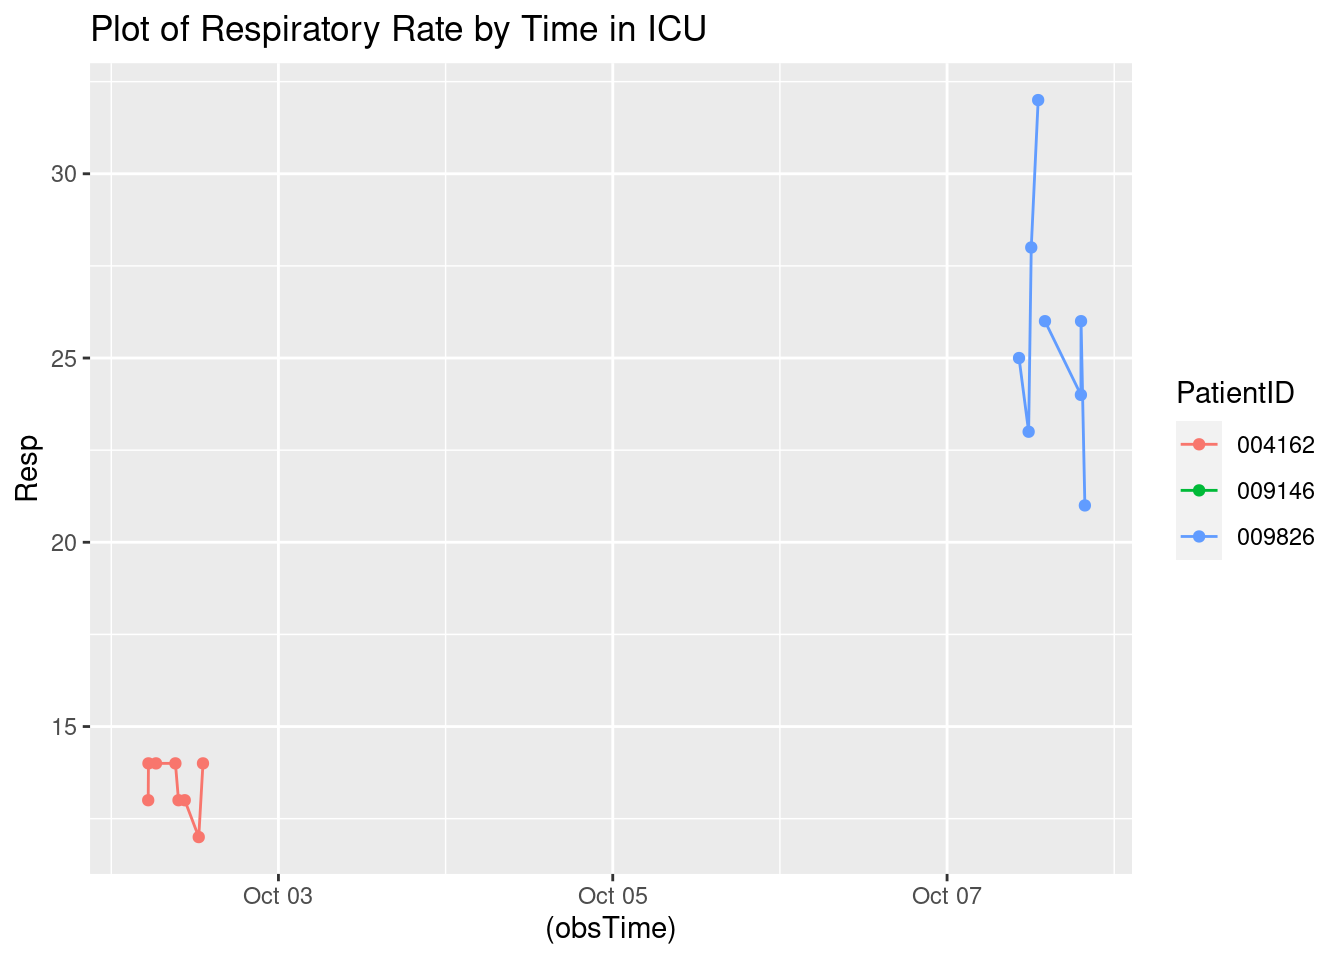 Plot of Respiratory Rate by Time in ICU
30
25
20
15
Resp
Oct 03
Oct 05
Oct 07
(obsTime)
PatientID
004162
009146
009826